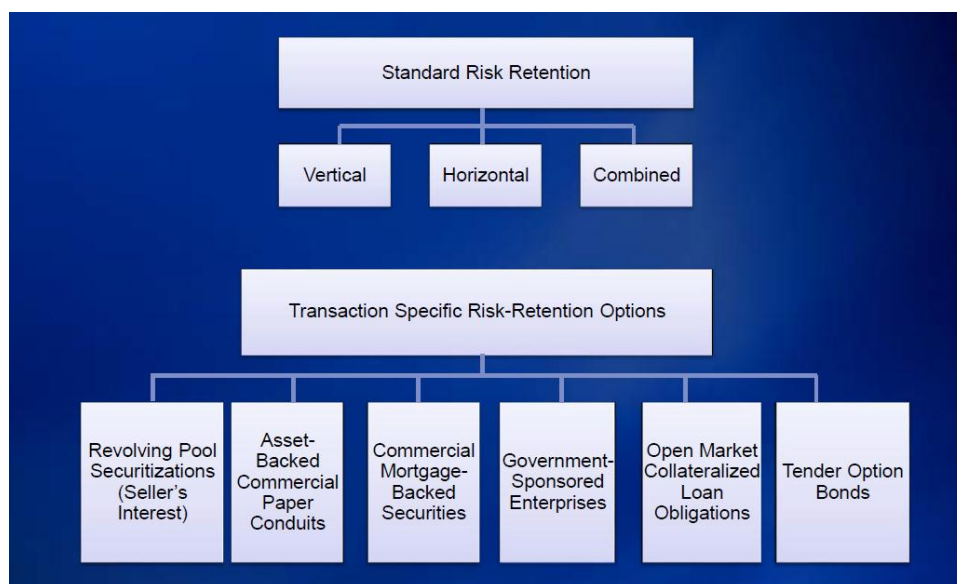 Standard Risk Retention
Vertical
Horizontal
Combined
Transaction Specific Risk-Retention Options
Revolving Pool
Securitizations
(Seller's
Interest)
Asset-
Backed
Commercial
Paper
Conduits
Commercial
Mortgage-
Backed
Securities
Government-
Sponsored
Enterprises
Open Market
Collateralized
Loan
Obligations
Tender Option
Bonds